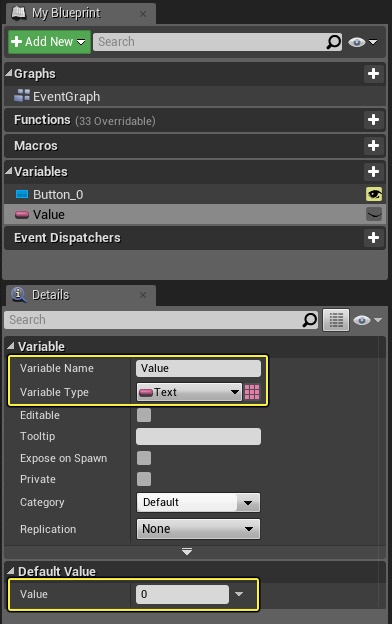 My Blueprint
Add New Search
Graphs
EventGraph
Functions (33 Overridable)
Macros
Variables
Button_0
Value
Event Dispatchers
Details
Search
Variable
Variable Name Value
Variable Type Text
Editable
Tooltip
Expose on Spawn
Private
Category Default
Replication None
Default Value
Value 0